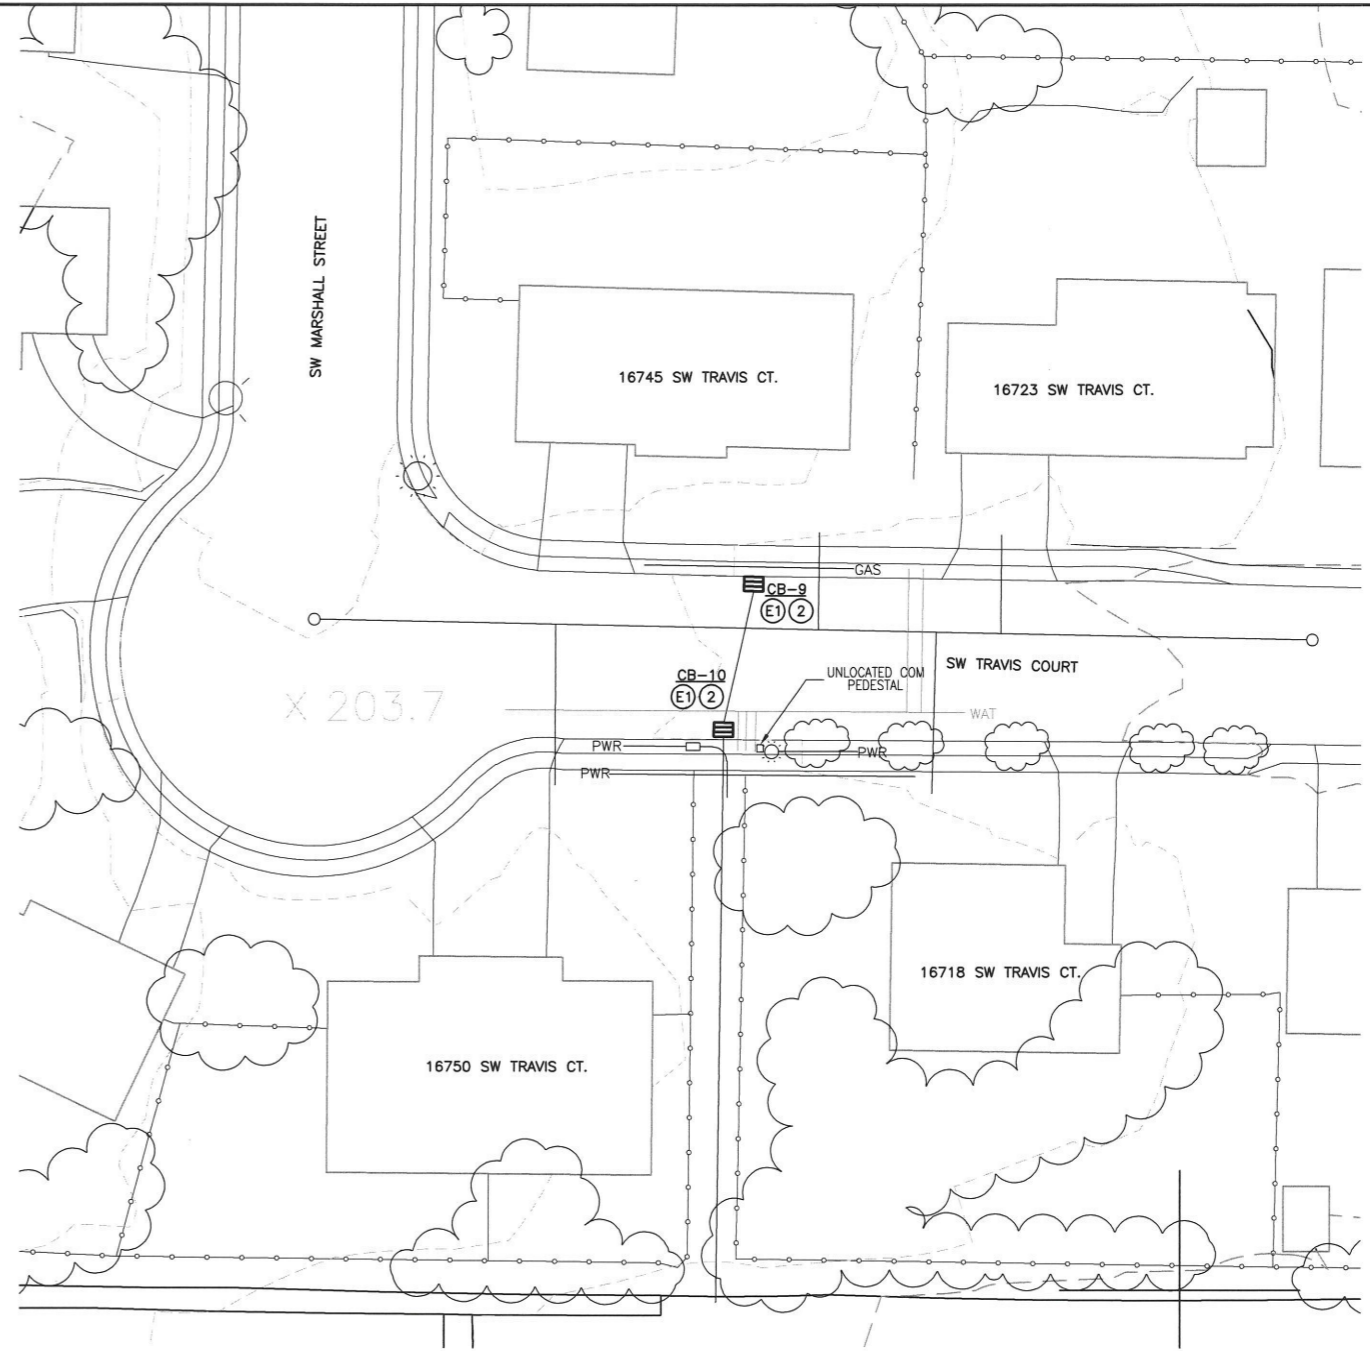 SW MARSHALL STREET
16745 SW TRAVIS CT.
16723 SW TRAVIS CT.
GAS
CB-9
E1 2
SW TRAVIS COURT
CB-10
E1 2
UNLOCATED COM
PEDESTAL
X 203.7
WAT
PWR
PWR
PWR
16718 SW TRAVIS CT.
16750 SW TRAVIS CT.